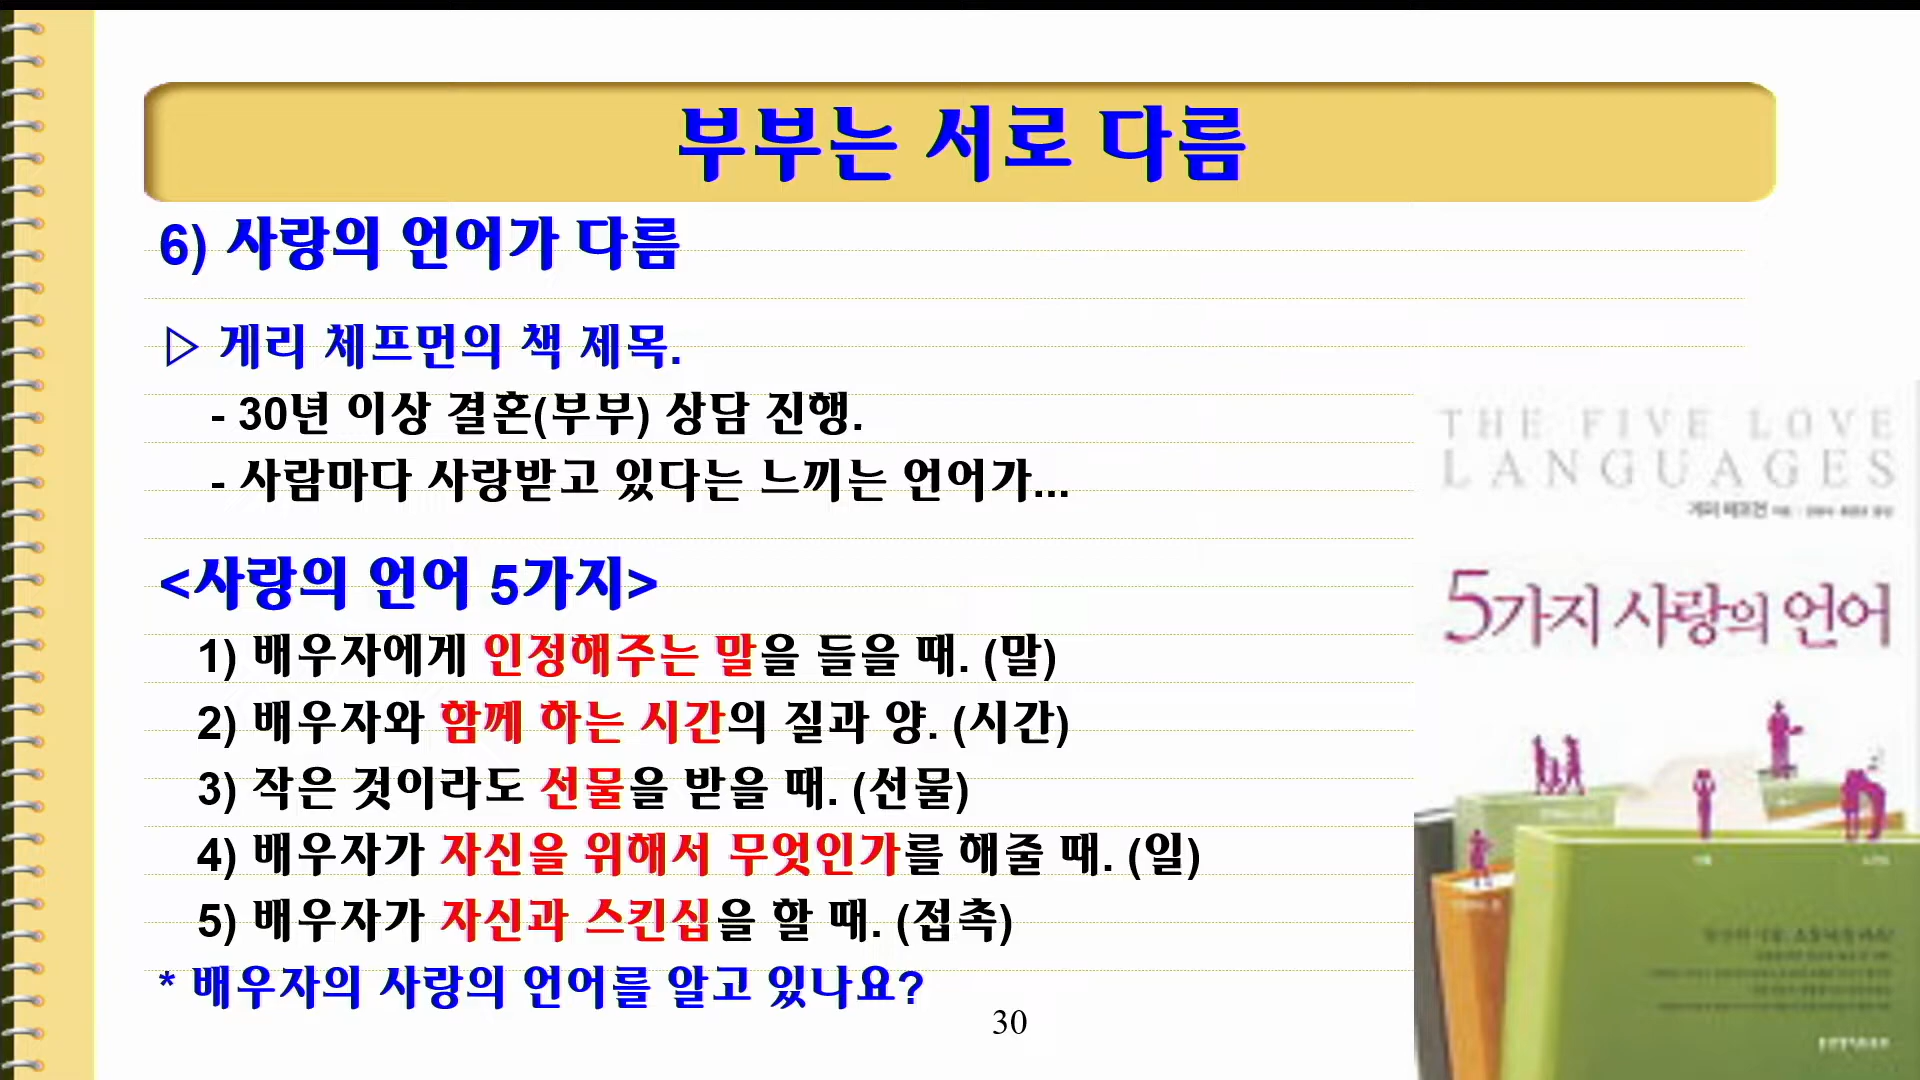 부부는 서로 다름
6) 사랑의 언어가 다름
▷ 게리 체프먼의 책 제목.
- 30년 이상 결혼(부부) 상담 진행.
- 사람마다 사랑받고 있다는 느끼는 언어가...
<사랑의 언어 5가지>
1) 배우자에게 인정해주는 말을 들을 때. (말)
2) 배우자와 함께 하는 시간의 질과 양. (시간)
3) 작은 것이라도 선물을 받을 때. (선물)
4) 배우자가 자신을 위해서 무엇인가를 해줄 때. (일)
5) 배우자가 자신과 스킨십을 할 때. (접촉)
* 배우자의 사랑의 언어를 알고 있나요?
30
THE FIVE LOVE
LANGUAGES
5가지 사랑의 언어